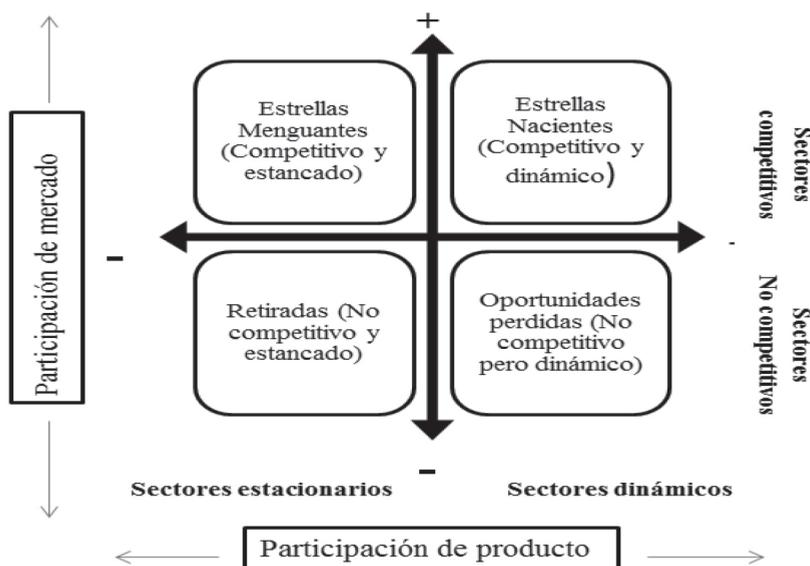 +
Estrellas
Menguantes
(Competitivo y
estancado)
Estrellas
Nacientes
(Competitivo y
dinámico)
Sectores
competitivos
Participación de mercado
-
-
Retiradas (No
competitivo y
estancado)
Oportunidades
perdidas (No
competitivo
pero dinámico)
Sectores
No competitivos
-
Sectores estacionarios
Sectores dinámicos
Participación de producto